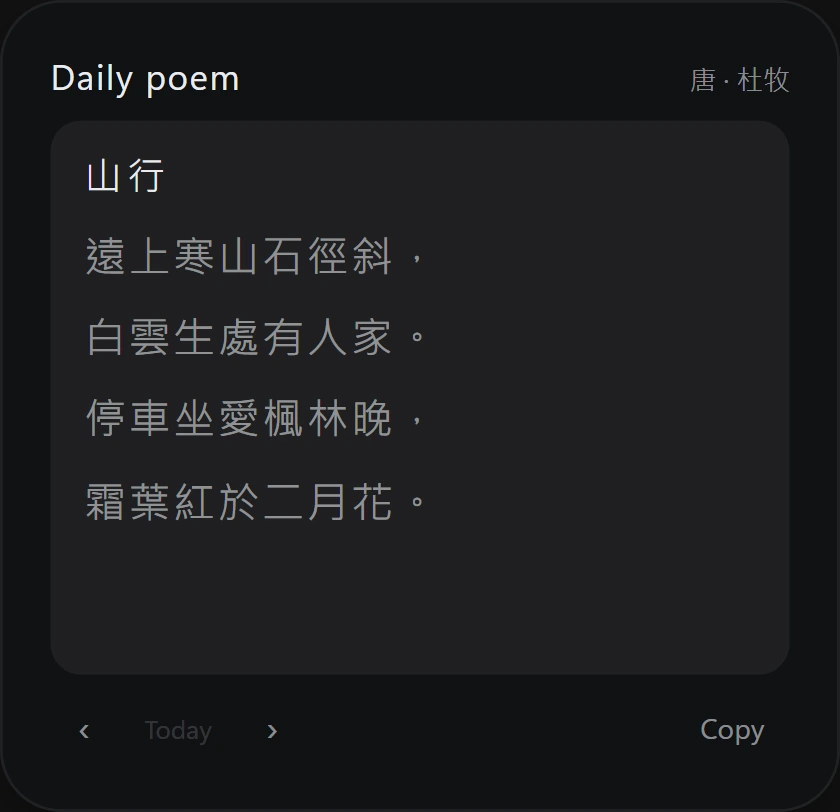 Daily poem
唐 · 杜牧
山行
遠上寒山石徑斜，
白雲生處有人家。
停車坐愛楓林晚，
霜葉紅於二月花。
‹ Today ›
Copy